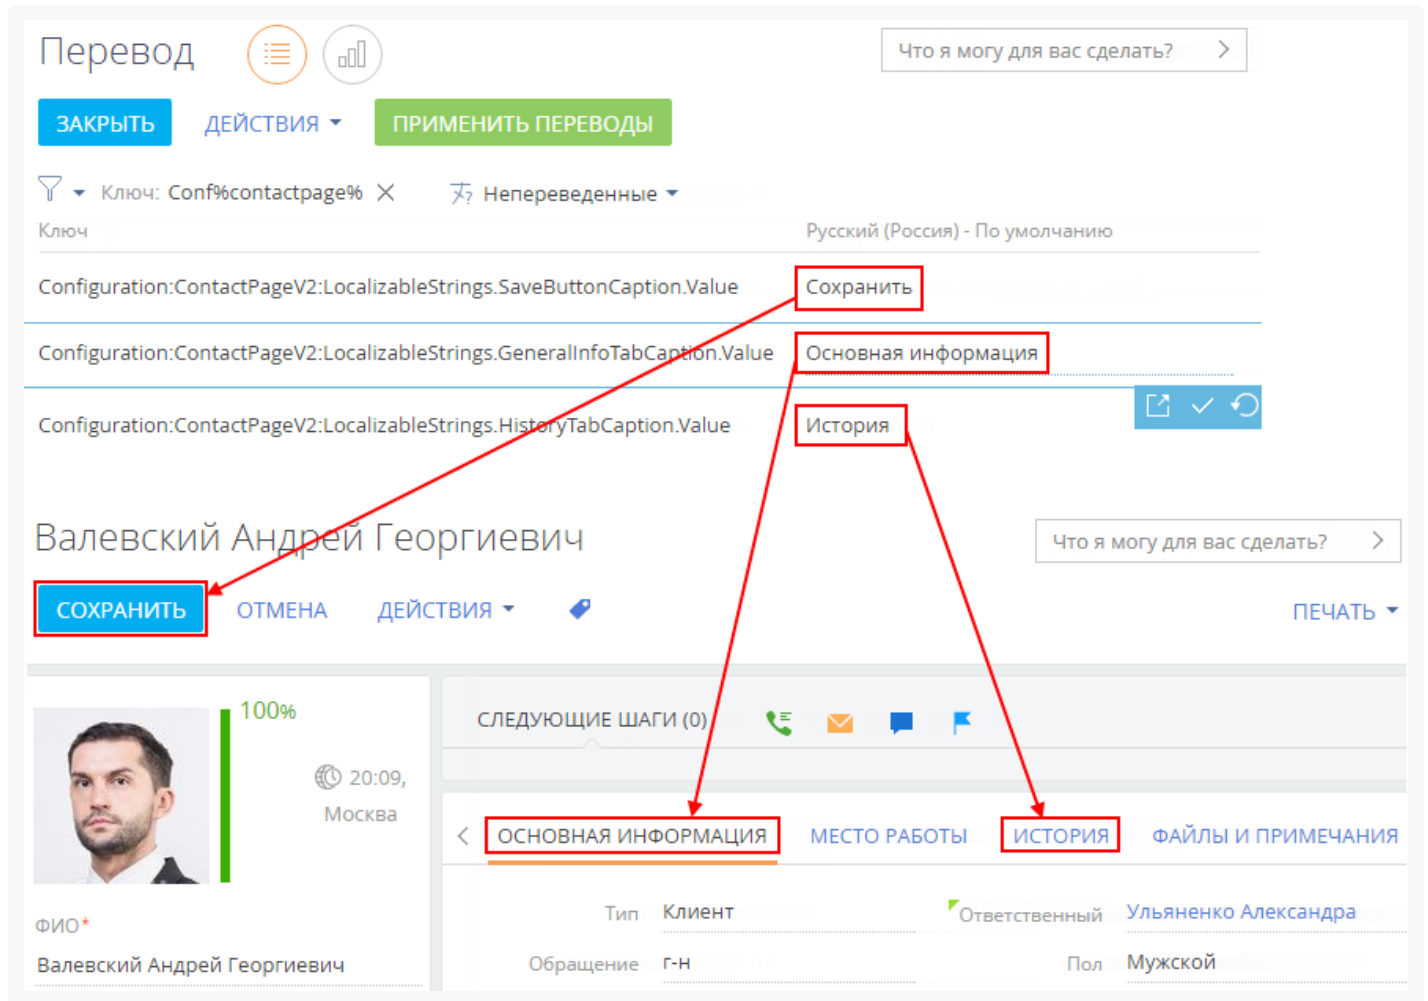 Перевод
Что я могу для вас сделать?
ЗАКРЫТЬ ДЕЙСТВИЯ ПРИМЕНИТЬ ПЕРЕВОДЫ
Ключ: Conf%contactpage% Непереведенные
Ключ Русский (Россия) - По умолчанию
Configuration:ContactPageV2:LocalizableStrings.SaveButtonCaption.Value Сохранить
Configuration:ContactPageV2:LocalizableStrings.GeneralInfoTabCaption.Value Основная информация
Configuration:ContactPageV2:LocalizableStrings.HistoryTabCaption.Value История
Валевский Андрей Георгиевич
Что я могу для вас сделать?
СОХРАНИТЬ ОТМЕНА ДЕЙСТВИЯ ПЕЧАТЬ
100%
20:09,
Москва
ФИО*
Валевский Андрей Георгиевич
СЛЕДУЮЩИЕ ШАГИ (0)
ОСНОВНАЯ ИНФОРМАЦИЯ МЕСТО РАБОТЫ ИСТОРИЯ ФАЙЛЫ И ПРИМЕЧАНИЯ
Тип Клиент Ответственный Ульяненко Александра
Обращение г-н Пол Мужской